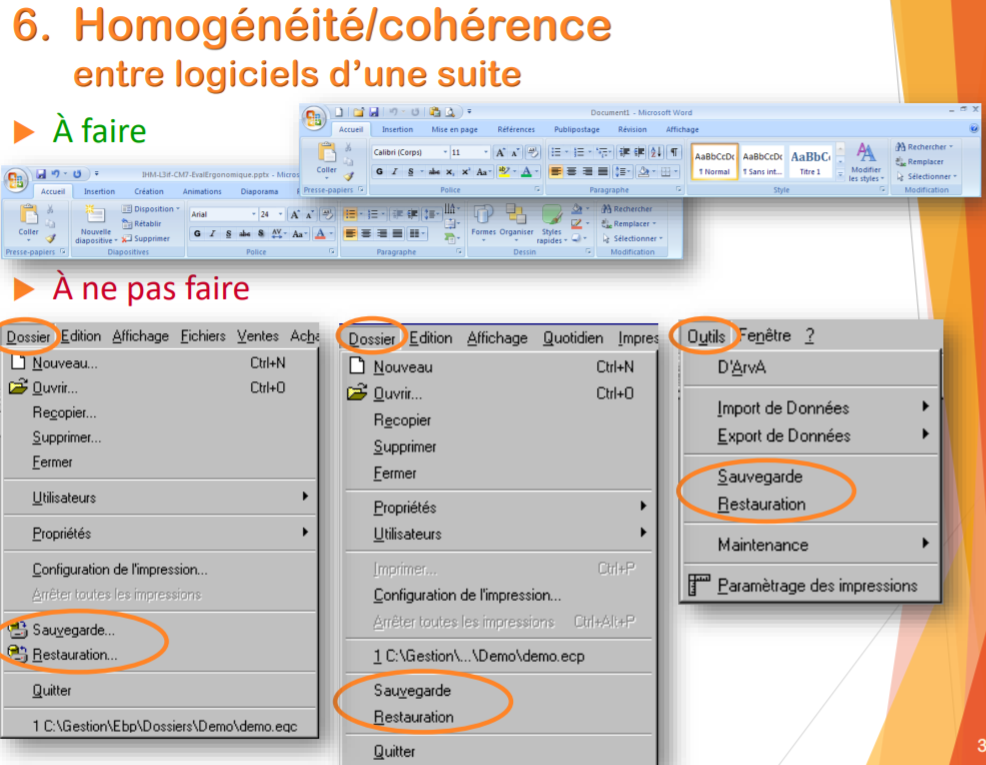 6. Homogénéité/cohérence
entre logiciels d'une suite
À faire
Document1 - Microsoft Word
Accueil Insertion Mise en page Références Publipostage Révision Affichage
Calibri (Corps) 11
Coller
G I S abe x, x² Aa
AaBbCcDc AaBbCcDc AaBbC
¶ Normal ¶ Sans int... Titre 1
Modifier les styles
Rechercher
Remplacer
Sélectionner
Presse-papiers Police Paragraphe Style Modification
IHM-L3if-CM7-EvalErgonomique.pptx - Micros
Accueil Insertion Création Animations Diaporama
Coller
Nouvelle diapositive
Disposition
Rétablir
Supprimer
Arial 24
G I S abe S AV Aa A
Formes Organiser Styles rapides
Rechercher
Remplacer
Sélectionner
Presse-papiers Diapositives Police Paragraphe Dessin Modification
À ne pas faire
Dossier Edition Affichage Fichiers Ventes Acha
Nouveau... Ctrl+N
Ouvrir... Ctrl+O
Recopier...
Supprimer...
Fermer
Utilisateurs
Propriétés
Configuration de l'impression...
Arrêter toutes les impressions
Sauvegarde...
Restauration...
Quitter
1 C:\Gestion\Ebp\Dossiers\Demo\demo.egc
Dossier Edition Affichage Quotidien Impres
Nouveau Ctrl+N
Ouvrir... Ctrl+O
Recopier
Supprimer
Fermer
Propriétés
Utilisateurs
Imprimer... Ctrl+P
Configuration de l'impression...
Arrêter toutes les impressions Ctrl+Alt+P
1 C:\Gestion\...\Demo\demo.ecp
Sauvegarde
Restauration
Quitter
Outils Fenêtre ?
D'ArvA
Import de Données
Export de Données
Sauvegarde
Restauration
Maintenance
Paramètrage des impressions
3